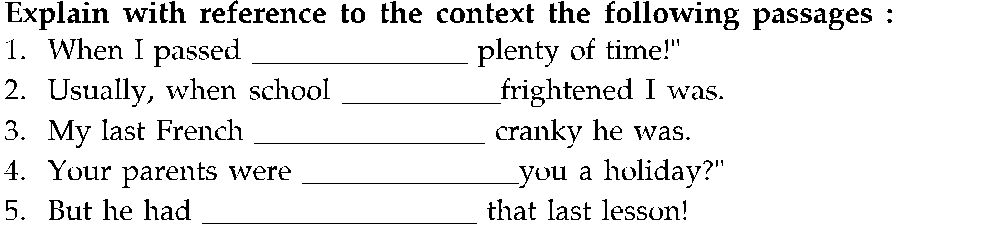 Explain with reference to the context the following passages :
1. When I passed _______________ plenty of time!"
2. Usually, when school ___________frightened I was.
3. My last French ________________ cranky he was.
4. Your parents were _______________you a holiday?"
5. But he had ___________________ that last lesson!